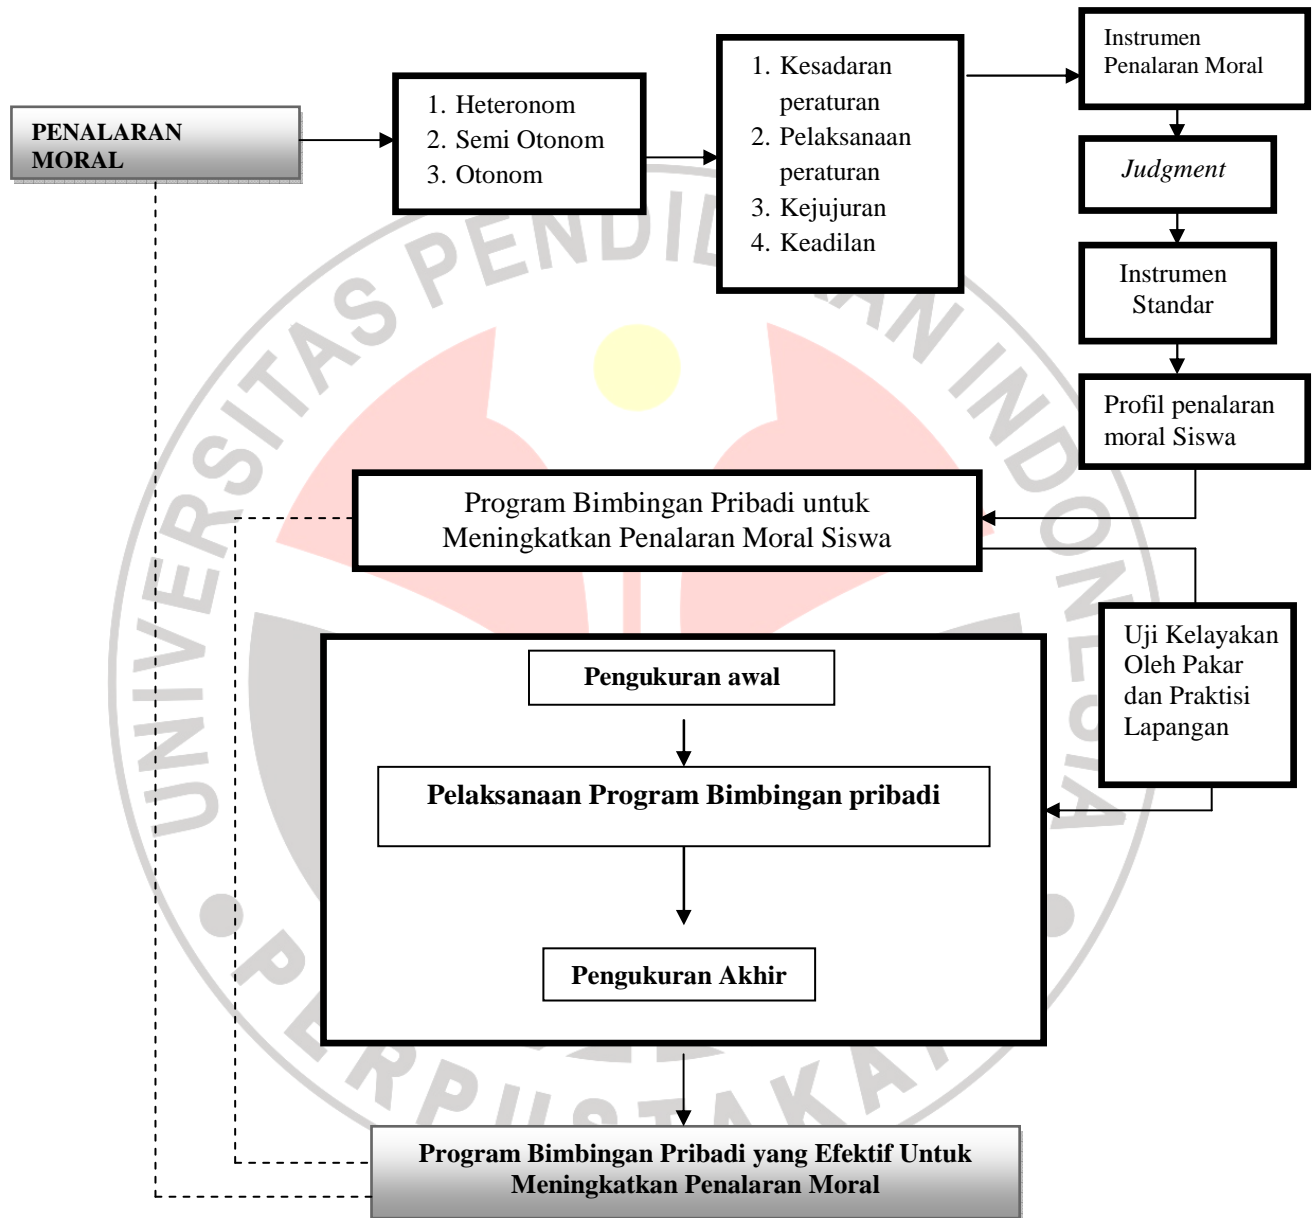 PENALARAN
MORAL
1. Heteronom
2. Semi Otonom
3. Otonom
1. Kesadaran
peraturan
2. Pelaksanaan
peraturan
3. Kejujuran
4. Keadilan
Instrumen
Penalaran Moral
Judgment
Instrumen
Standar
Profil penalaran
moral Siswa
Program Bimbingan Pribadi untuk
Meningkatkan Penalaran Moral Siswa
Uji Kelayakan
Oleh Pakar
dan Praktisi
Lapangan
Pengukuran awal
Pelaksanaan Program Bimbingan pribadi
Pengukuran Akhir
Program Bimbingan Pribadi yang Efektif Untuk
Meningkatkan Penalaran Moral
UNIVERSITAS PENDIDIKAN INDONESIA
PERPUSTAKAAN